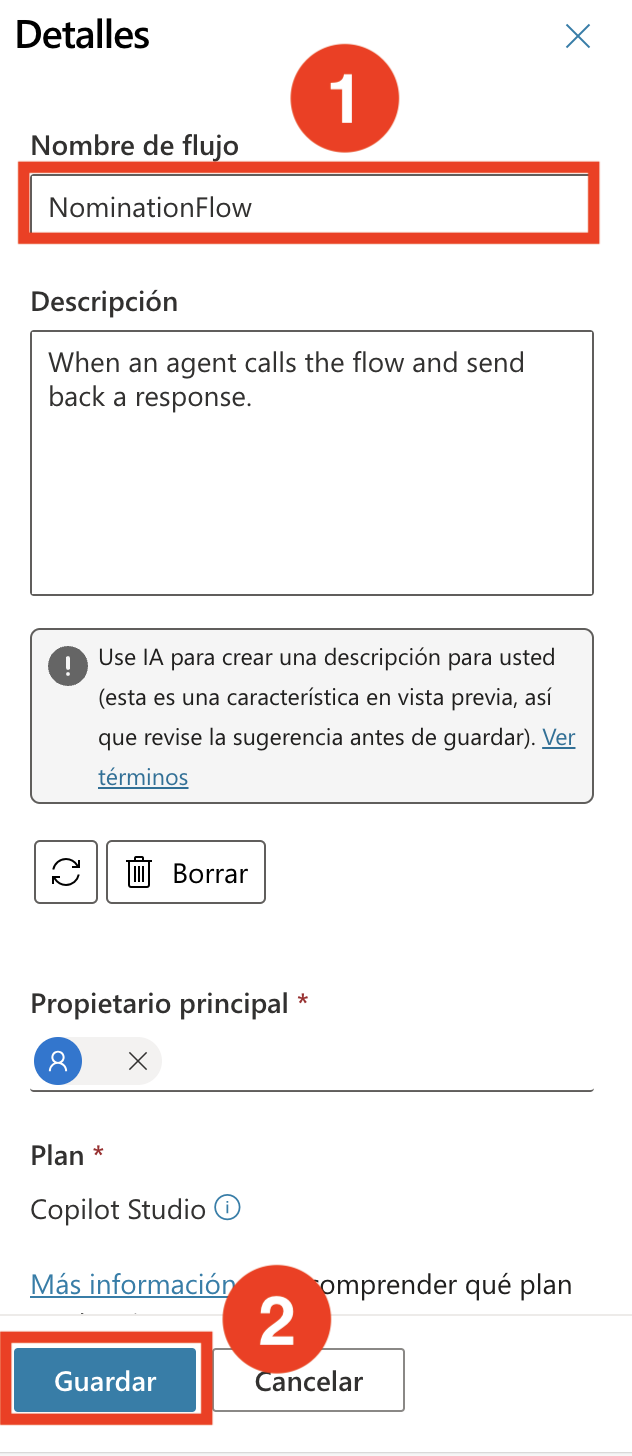 Detalles
1
Nombre de flujo
NominationFlow
Descripción
When an agent calls the flow and send
back a response.
Use IA para crear una descripción para usted
(esta es una característica en vista previa, así
que revise la sugerencia antes de guardar). Ver
términos
Borrar
Propietario principal *
Plan *
Copilot Studio
Más información comprender qué plan
2
Guardar
Cancelar